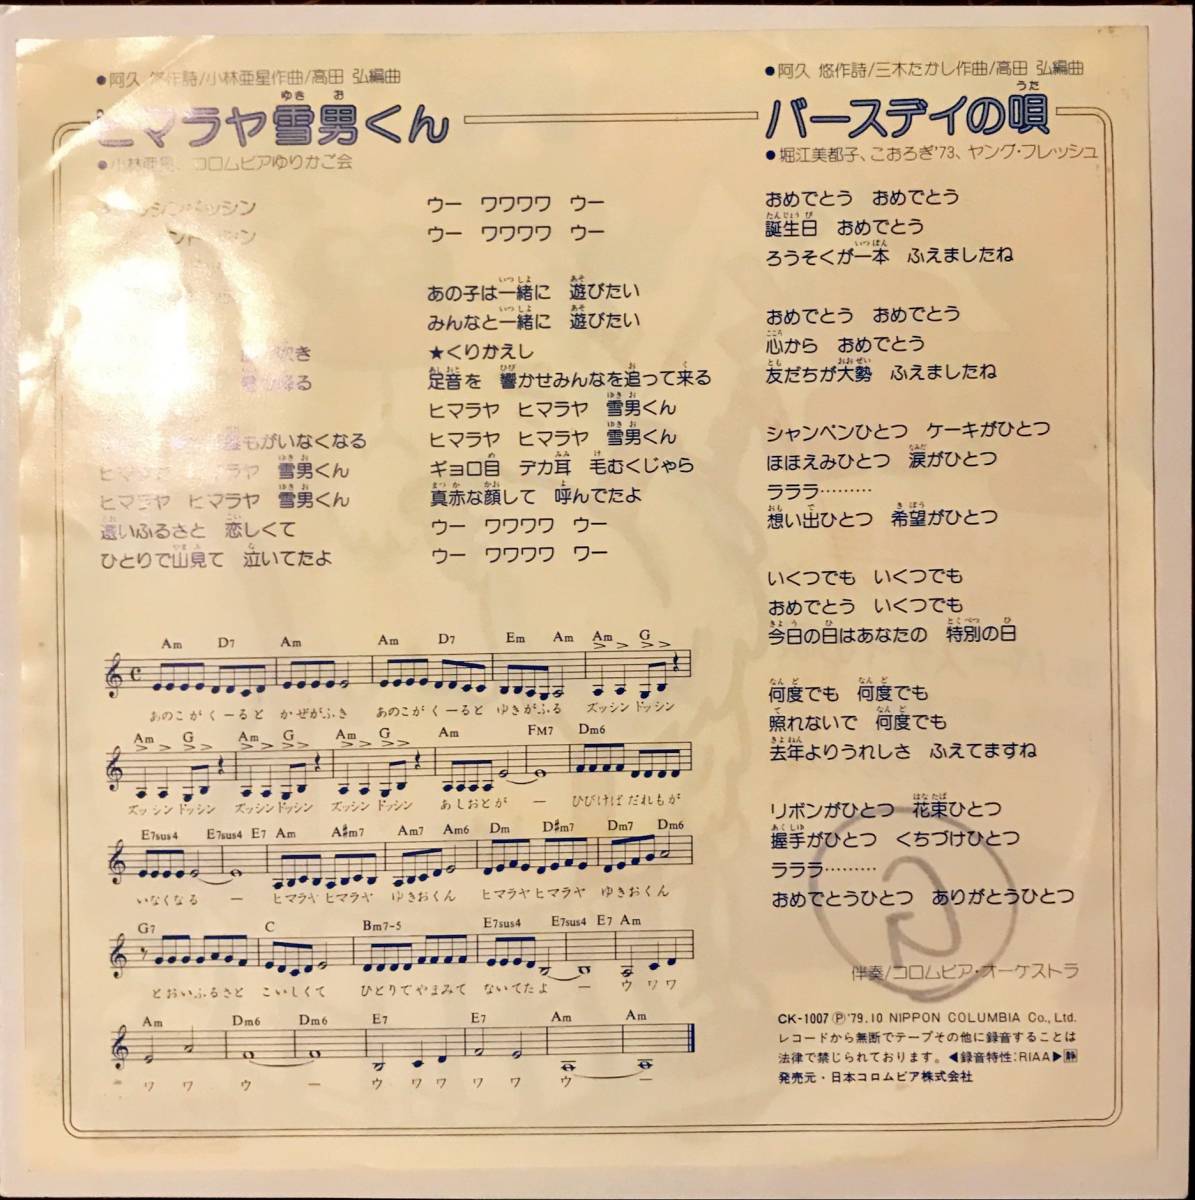 ●阿久 悠作詩/小林亜星作曲/高田 弘編曲
ヒマラヤ雪男くん
●小林亜星、コロムビアゆりかご会
ウー ワワワワ ウー
ウー ワワワワ ウー
吹き
る
もがいなくなる
ヒマラヤ ヒマラヤ 雪男くん
ヒマラヤ ヒマラヤ 雪男くん
遠いふるさと 恋しくて
ひとりで山見て 泣いてたよ
あの子は一緒に 遊びたい
みんなと一緒に 遊びたい
★くりかえし
足音を 響かせみんなを追って来る
ヒマラヤ ヒマラヤ 雪男くん
ヒマラヤ ヒマラヤ 雪男くん
ギョロ目 デカ耳 毛むくじゃら
真赤な顔して 呼んでたよ
ウー ワワワワ ウー
ウー ワワワワ ワー
Am D7 Am Am D7 Em Am Am G
あのこが くーると かぜがふき あのこが くーると ゆきがふる ズッシン ドッシン
Am G Am G Am G Am FM7 Dm6
ズッシン ドッシン ズッシン ドッシン ズッシン ドッシン あしおとが ー ひびけば だれもが
E7sus4 E7sus4 E7 Am A#m7 Am7 Am6 Dm D#m7 Dm7 Dm6
いなくなる ー ヒマラヤ ヒマラヤ ゆきおくん ヒマラヤ ヒマラヤ ゆきおくん
G7 C Bm7-5 E7sus4 E7sus4 E7 Am
とおいふるさと こいしくて ひとりで やまみて ないてたよ ー ウ ワ ワ
Am Dm6 Dm6 E7 E7 Am Am
ワ ワ ウ ー ウ ワ ワ ワ ワ ウ ー
●阿久 悠作詩/三木たかし作曲/高田 弘編曲
バースデイの唄
●堀江美都子、こおろぎ'73、ヤング・フレッシュ
おめでとう おめでとう
誕生日 おめでとう
ろうそくが一本 ふえましたね
おめでとう おめでとう
心から おめでとう
友だちが大勢 ふえましたね
シャンペンひとつ ケーキがひとつ
ほほえみひとつ 涙がひとつ
ラララ………
想い出ひとつ 希望がひとつ
いくつでも いくつでも
おめでとう いくつでも
今日の日はあなたの 特別の日
何度でも 何度でも
照れないで 何度でも
去年よりうれしさ ふえてますね
リボンがひとつ 花束ひとつ
握手がひとつ くちづけひとつ
ラララ………
おめでとうひとつ ありがとうひとつ
伴奏/コロムビア・オーケストラ
CK-1007 Ⓟ'79.10 NIPPON COLUMBIA Co., Ltd.
レコードから無断でテープその他に録音することは
法律で禁じられております。◀録音特性:RIAA▶静
発売元・日本コロムビア株式会社